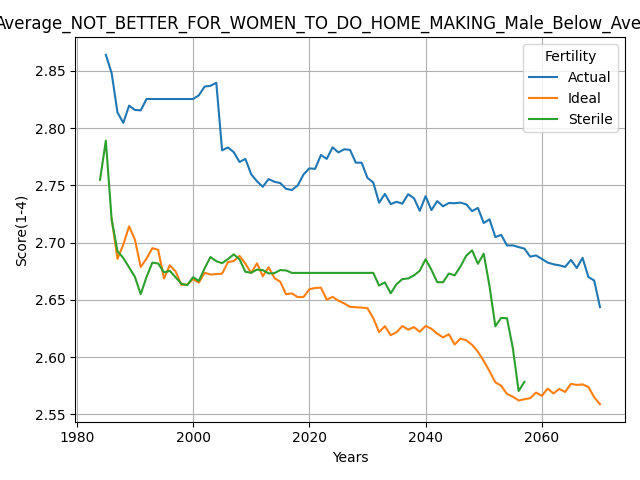 Average_NOT_BETTER_FOR_WOMEN_TO_DO_HOME_MAKING_Male_Below_Ave
Fertility
Actual
Ideal
Sterile
Score(1-4)
2.85
2.80
2.75
2.70
2.65
2.60
2.55
1980 2000 2020 2040 2060
Years